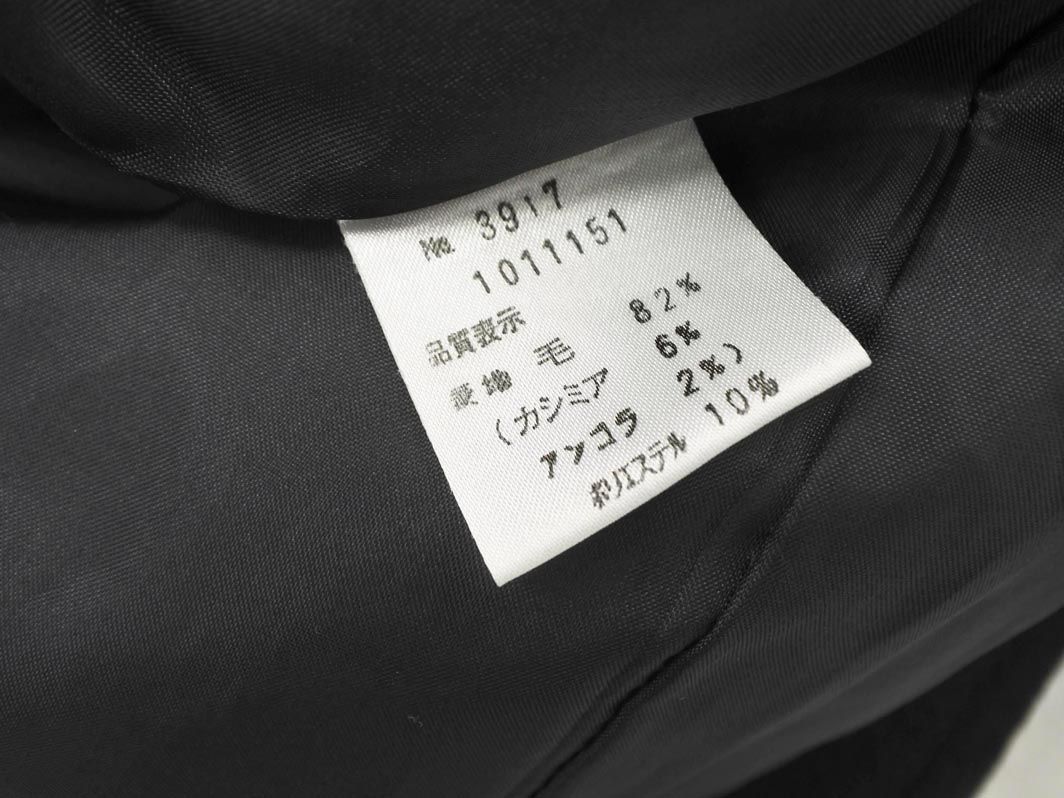 No. 3917
1011151
品質表示
表地 毛 82%
(カシミア 6%
アンゴラ 2%)
ポリエステル 10%